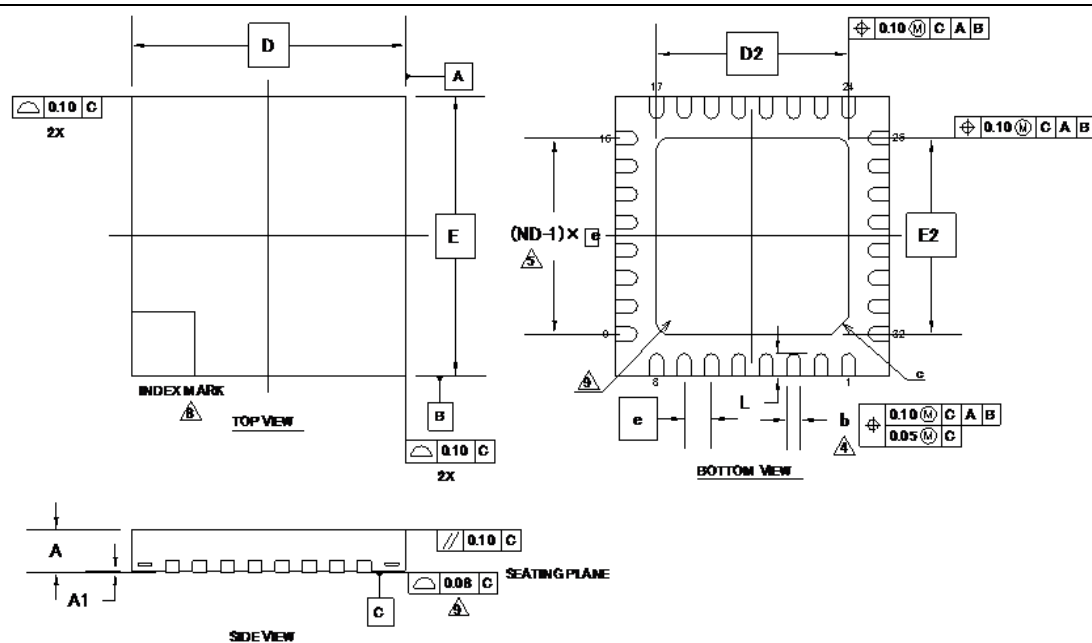 D
A
⌓ 0.10 C
2X
E
INDEX MARK
8
TOP VIEW
B
⌓ 0.10 C
2X
⌖ 0.10 Ⓜ C A B
D2
17
24
⌖ 0.10 Ⓜ C A B
16
25
(ND-1)× e
5
E2
9
32
9
8
1
c
e
L
b
4
⌖ 0.10 Ⓜ C A B
0.05 Ⓜ C
BOTTOM VIEW
A
A1
// 0.10 C
⌓ 0.08 C
SEATING PLANE
9
C
SIDE VIEW